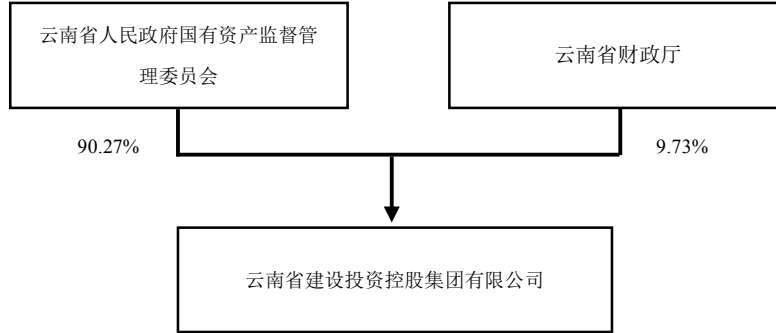 云南省人民政府国有资产监督管
理委员会
云南省财政厅
90.27%
9.73%
云南省建设投资控股集团有限公司